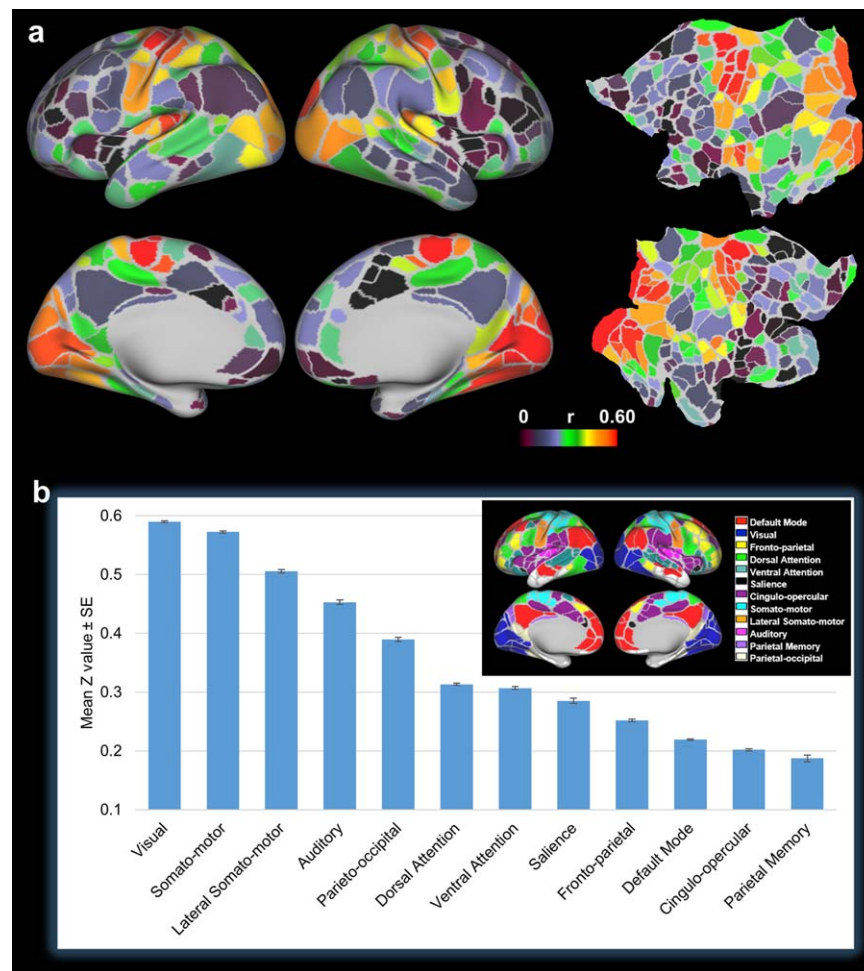 a
0 r 0.60
b
Mean Z value ± SE
0.6
0.5
0.4
0.3
0.2
0.1
Visual
Somato-motor
Lateral Somato-motor
Auditory
Parieto-occipital
Dorsal Attention
Ventral Attention
Salience
Fronto-parietal
Default Mode
Cingulo-opercular
Parietal Memory
Default Mode
Visual
Fronto-parietal
Dorsal Attention
Ventral Attention
Salience
Cingulo-opercular
Somato-motor
Lateral Somato-motor
Auditory
Parietal Memory
Parietal-occipital